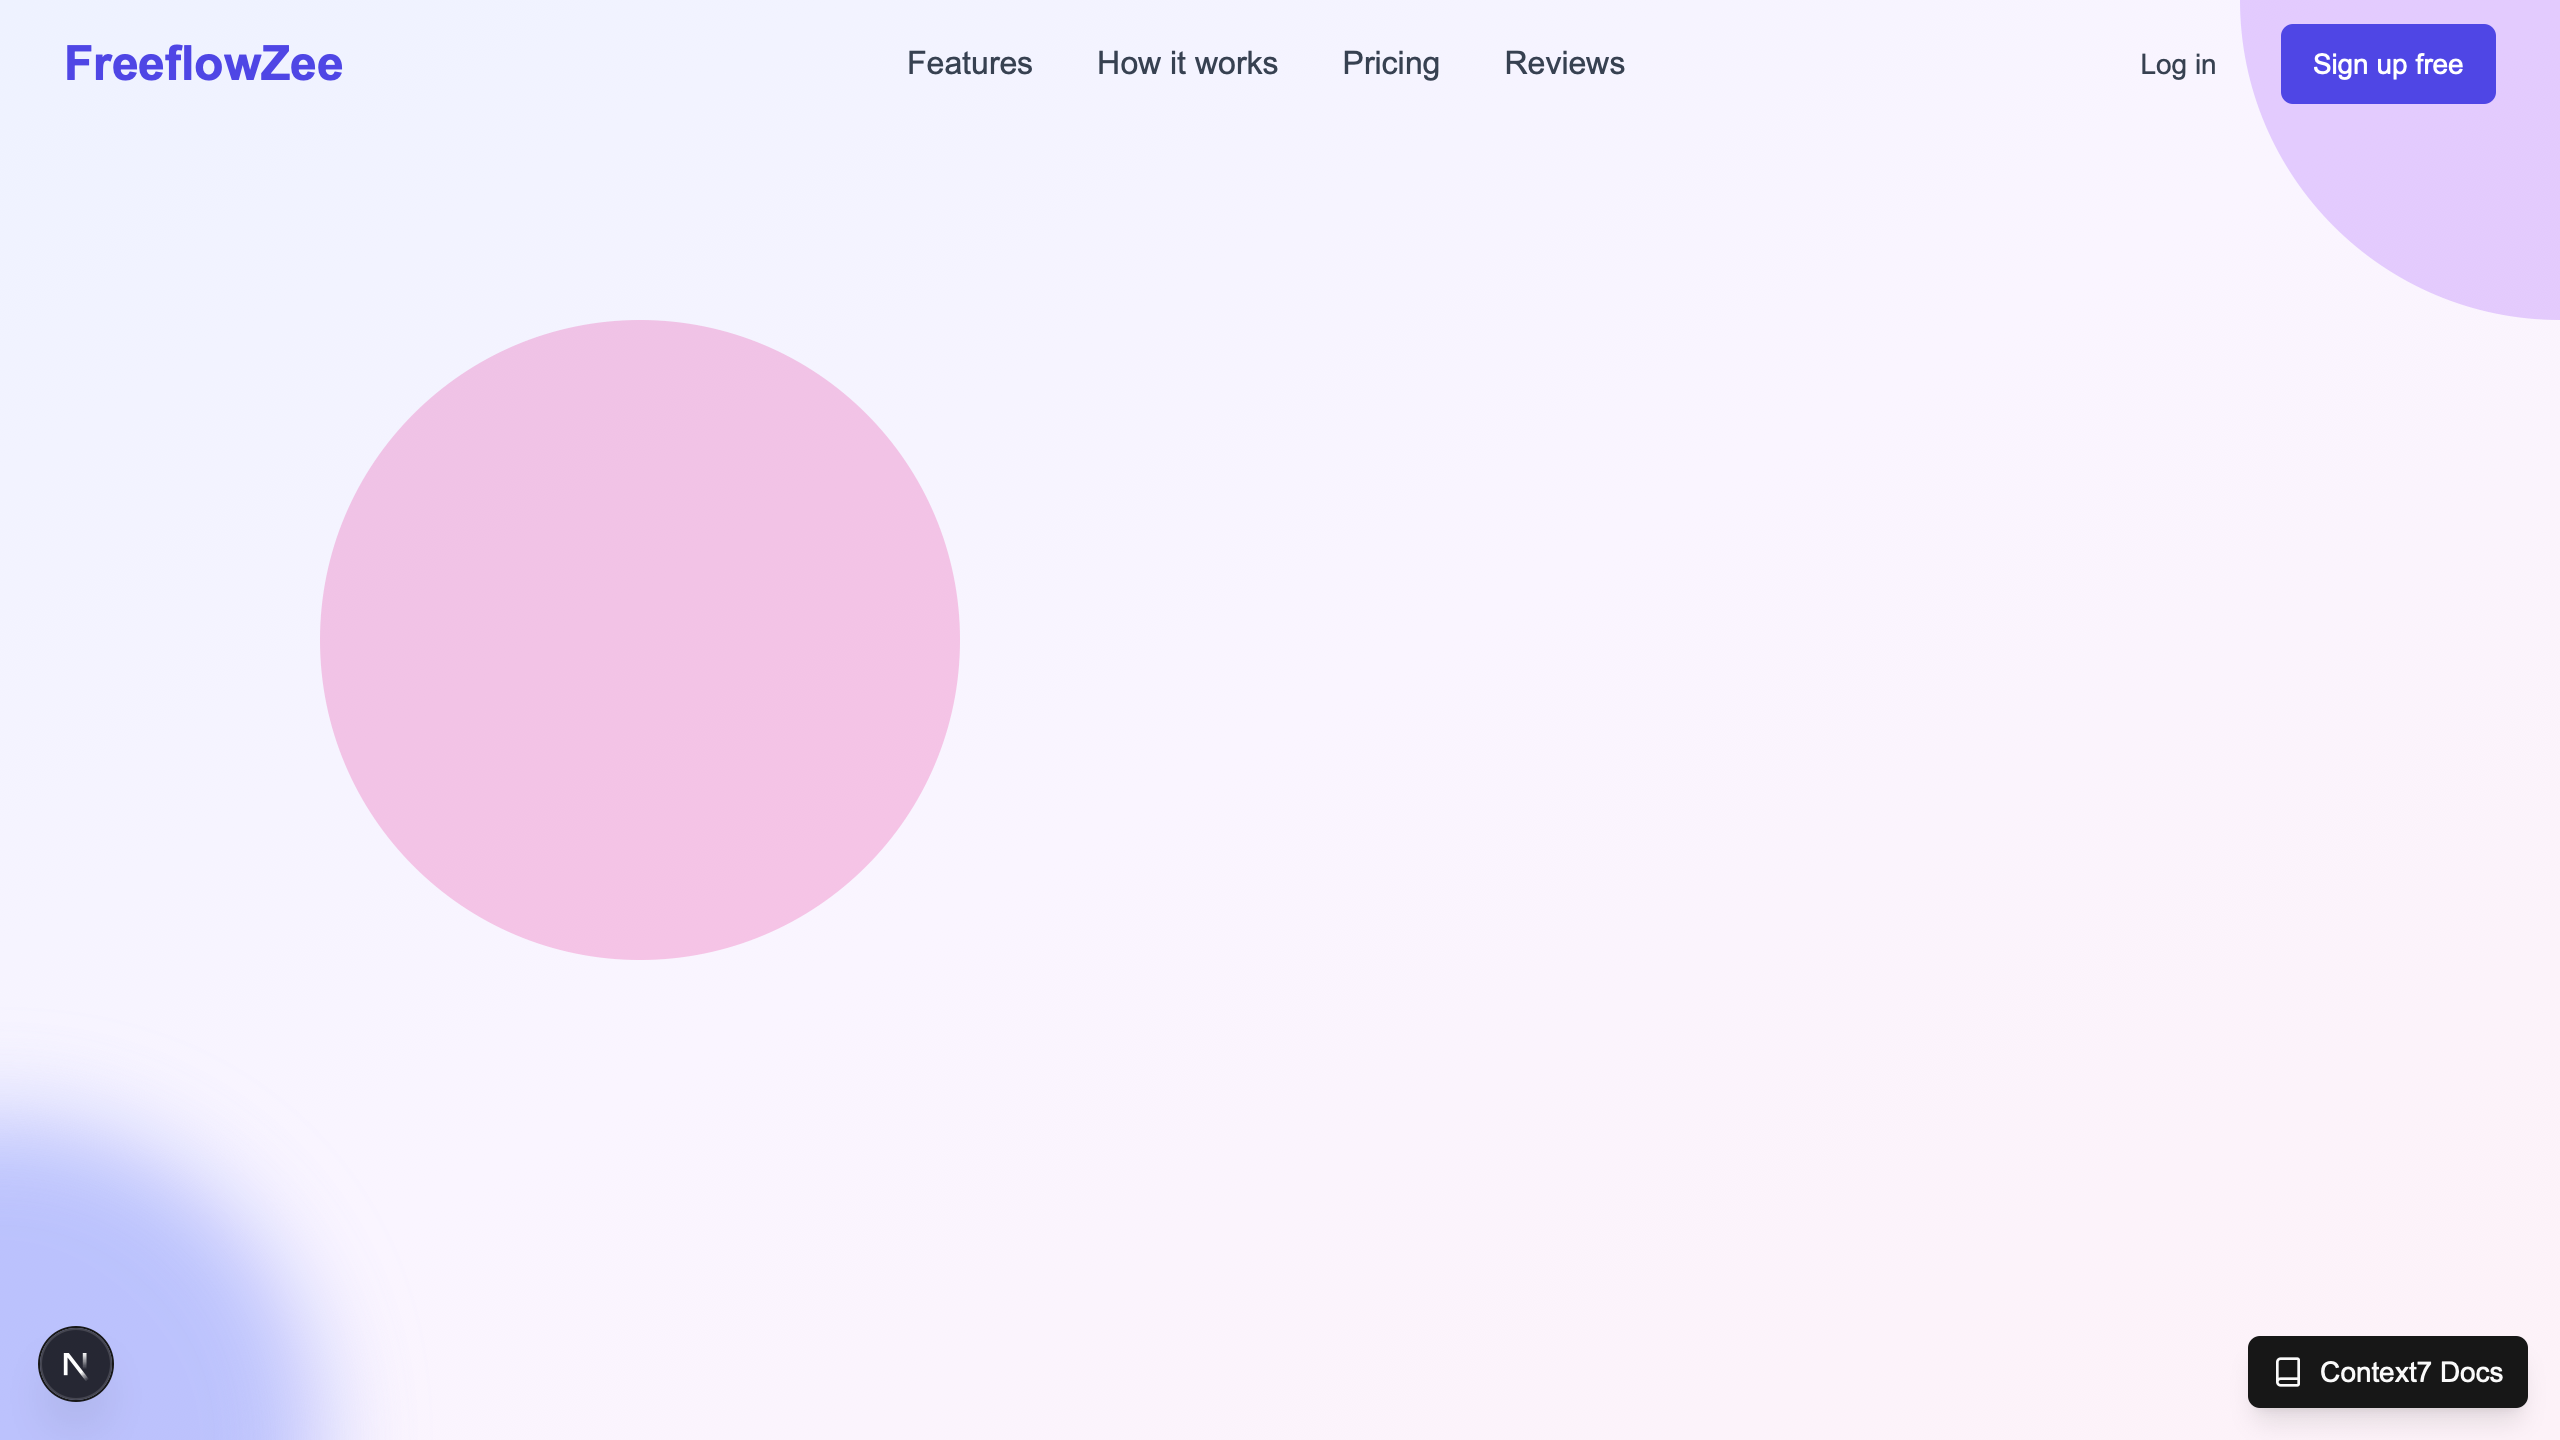 FreeflowZee
Features
How it works
Pricing
Reviews
Log in
Sign up free
N
Context7 Docs